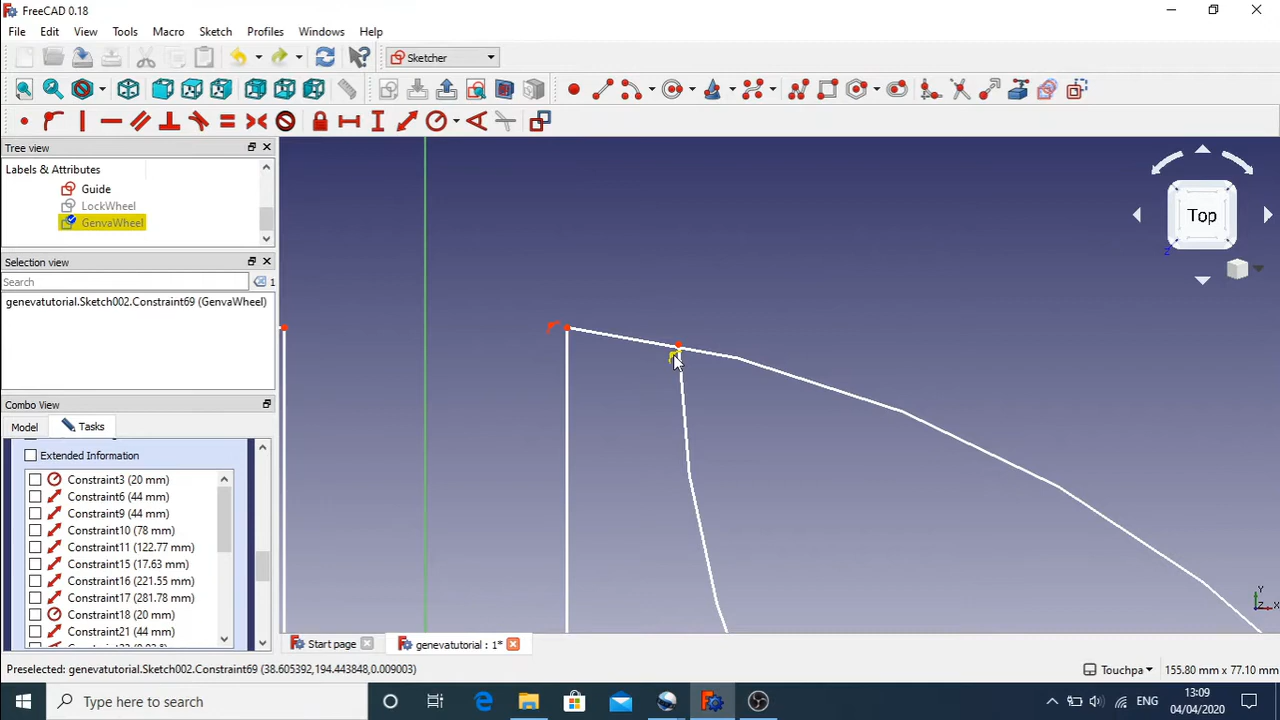 FreeCAD 0.18
File Edit View Tools Macro Sketch Profiles Windows Help
Sketcher
Tree view
Labels & Attributes
Guide
LockWheel
GenvaWheel
Selection view
Search
1
genevatutorial.Sketch002.Constraint69 (GenvaWheel)
Combo View
Model Tasks
Extended Information
Constraint3 (20 mm)
Constraint6 (44 mm)
Constraint9 (44 mm)
Constraint10 (78 mm)
Constraint11 (122.77 mm)
Constraint15 (17.63 mm)
Constraint16 (221.55 mm)
Constraint17 (281.78 mm)
Constraint18 (20 mm)
Constraint21 (44 mm)
Top
Z
Y
Z X
Start page
genevatutorial : 1*
Preselected: genevatutorial.Sketch002.Constraint69 (38.605392,194.443848,0.009003)
Touchpa
155.80 mm x 77.10 mm
Type here to search
ENG
13:09
04/04/2020